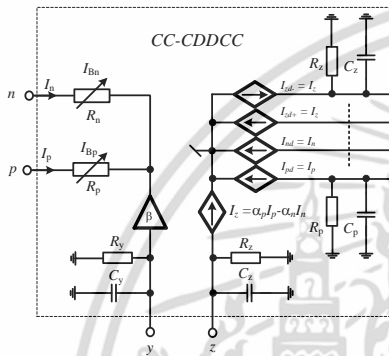 CC-CDDCC
R_z
C_z
I_n
I_Bn
n
R_n
I_zd- = I_z
I_zd+ = I_z
I_nd = I_n
I_pd = I_p
I_p
I_Bp
p
R_p
β
I_z = α_pI_p-α_nI_n
R_p
C_p
R_y
C_y
R_z
C_z
y
z